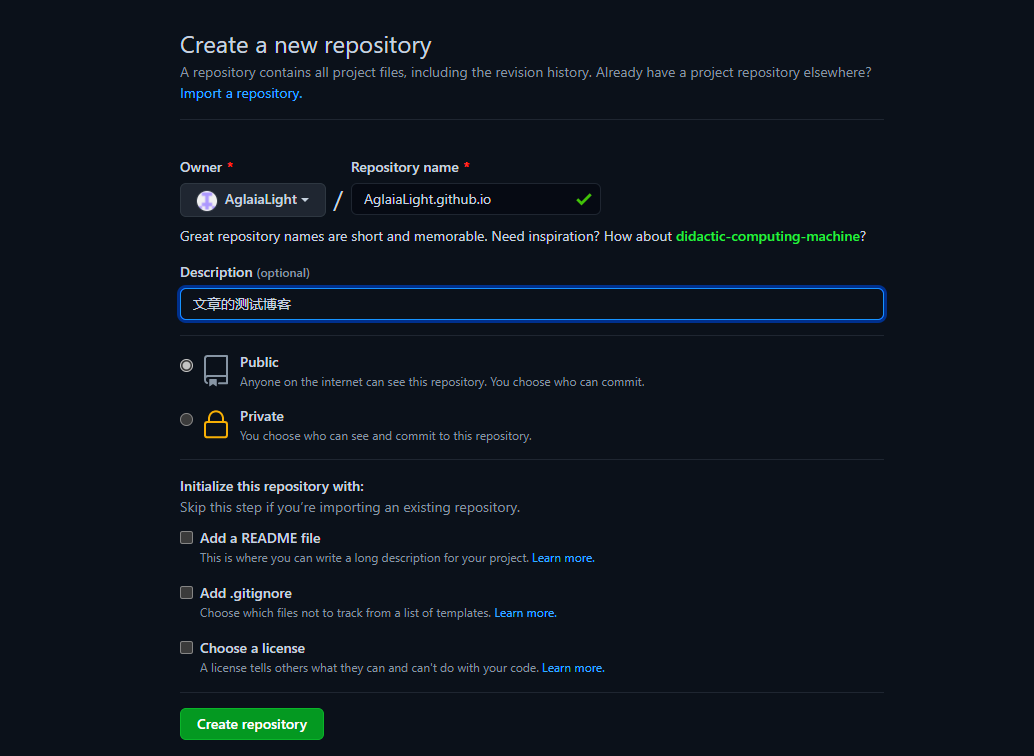 Create a new repository
A repository contains all project files, including the revision history. Already have a project repository elsewhere?
Import a repository.
Owner *
Repository name *
AglaiaLight
/
AglaiaLight.github.io
Great repository names are short and memorable. Need inspiration? How about didactic-computing-machine?
Description (optional)
文章的测试博客
Public
Anyone on the internet can see this repository. You choose who can commit.
Private
You choose who can see and commit to this repository.
Initialize this repository with:
Skip this step if you’re importing an existing repository.
Add a README file
This is where you can write a long description for your project. Learn more.
Add .gitignore
Choose which files not to track from a list of templates. Learn more.
Choose a license
A license tells others what they can and can't do with your code. Learn more.
Create repository